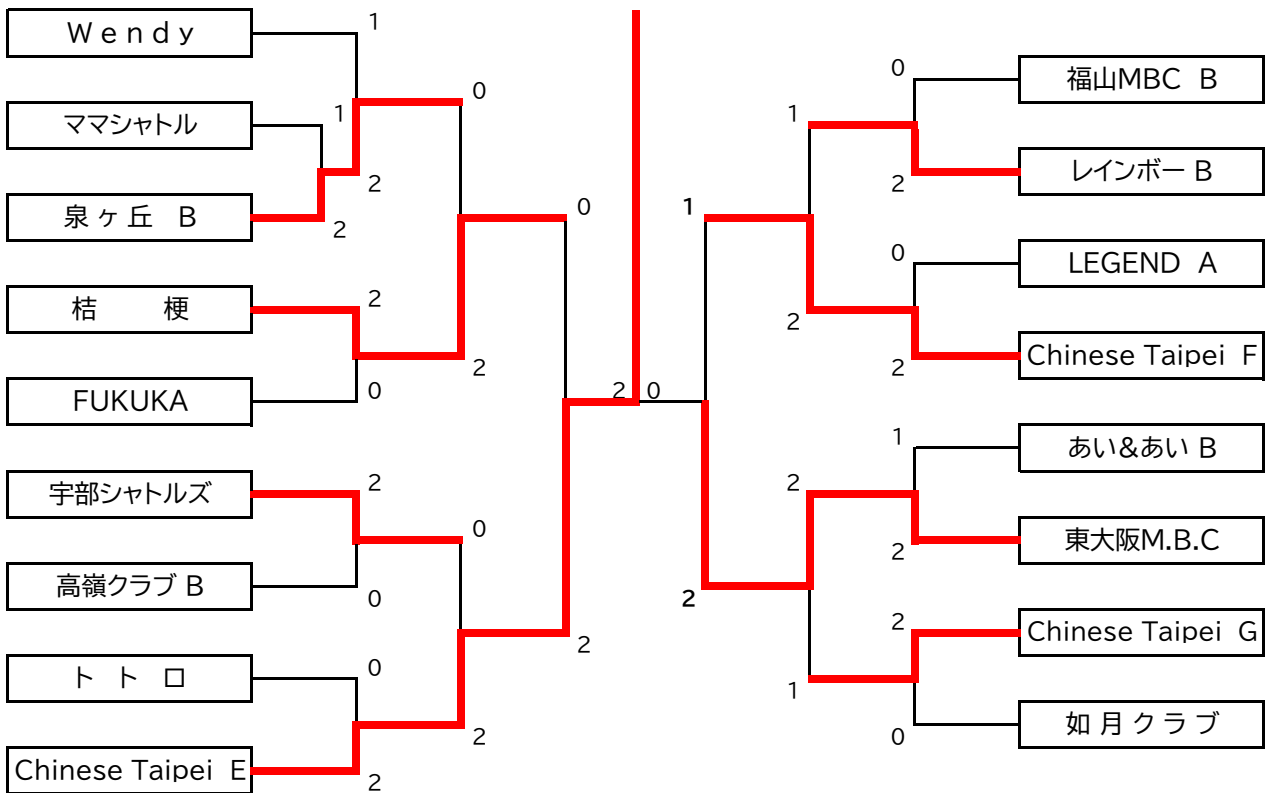 Wendy
ママシャトル
泉ヶ丘 B
桔 梗
FUKUKA
宇部シャトルズ
高嶺クラブ B
トトロ
Chinese Taipei E
1
1
2
2
2
0
2
0
0
2
0
2
0
2
0
2
2 0
福山MBC B
レインボー B
LEGEND A
Chinese Taipei F
あい&あい B
東大阪M.B.C
Chinese Taipei G
如月クラブ
0
2
0
2
1
2
2
0
1
2
2
1
1
2